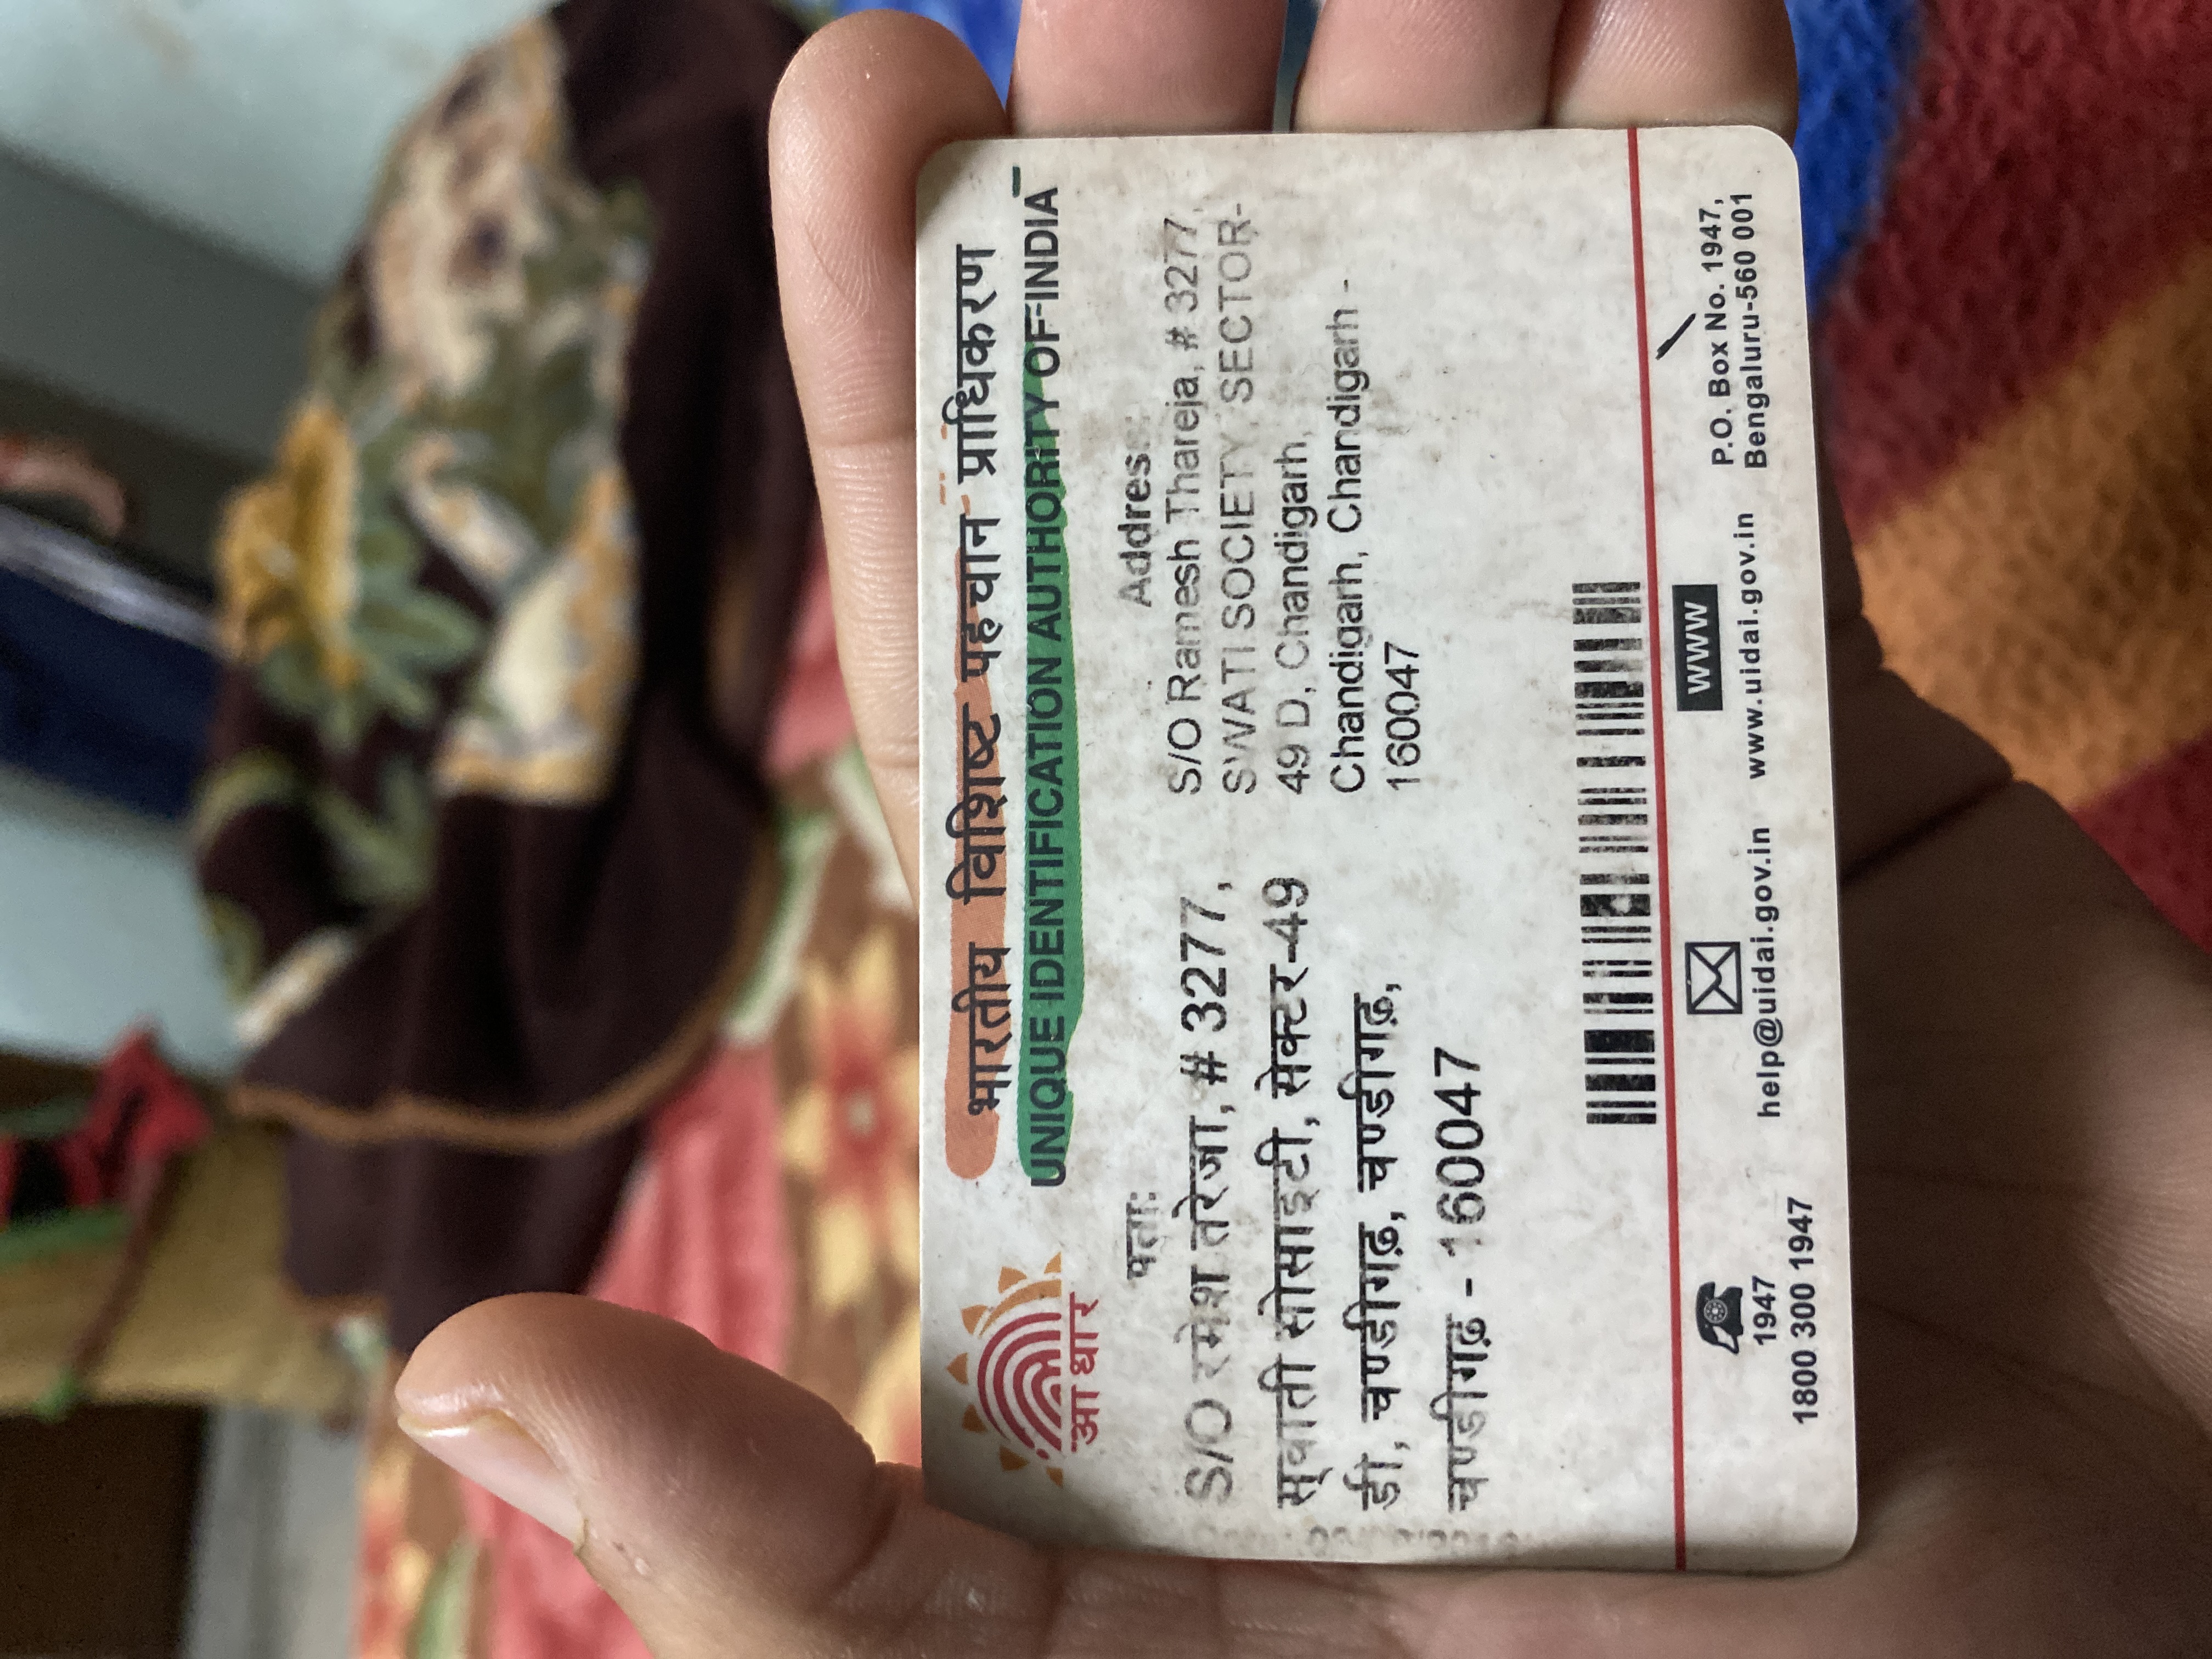 भारतीय विशिष्ट पहचान प्राधिकरण
UNIQUE IDENTIFICATION AUTHORITY OF INDIA
आधार
पता:
S/O रमेश तरेजा, # 3277,
स्वाती सोसाइटी, सेक्टर-49
डी, चण्डीगढ़, चण्डीगढ़,
चण्डीगढ़ - 160047
Address:
S/O Ramesh Thareja, # 3277,
SWATI SOCIETY, SECTOR-
49 D, Chandigarh,
Chandigarh, Chandigarh -
160047
1947
1800 300 1947
help@uidai.gov.in
WWW
www.uidai.gov.in
P.O. Box No. 1947,
Bengaluru-560 001